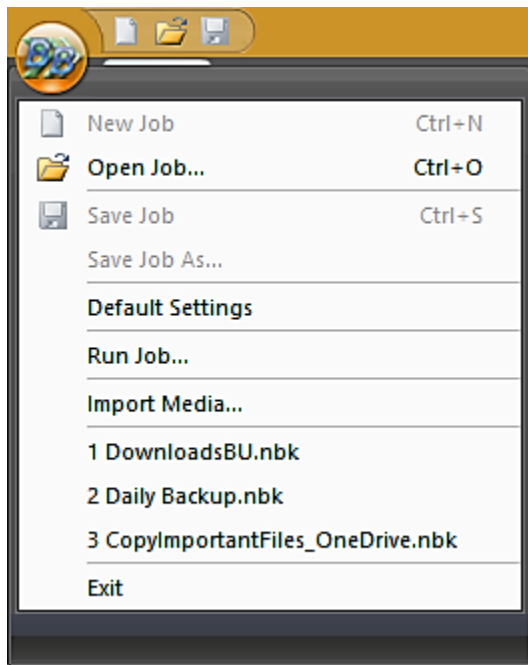 BB
New Job Ctrl+N
Open Job... Ctrl+O
Save Job Ctrl+S
Save Job As...
Default Settings
Run Job...
Import Media...
1 DownloadsBU.nbk
2 Daily Backup.nbk
3 CopyImportantFiles_OneDrive.nbk
Exit